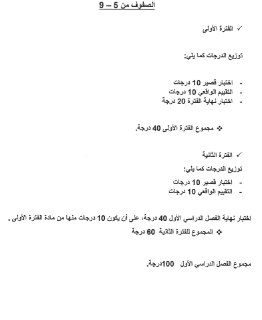 الصفوف من 5 – 9
✓ الفترة الأولى
توزيع الدرجات كما يلي:
- اختبار قصير 10 درجات
- التقييم الواقعي 10 درجات
- اختبار نهاية الفترة 20 درجة
❖ مجموع الفترة الأولى 40 درجة.
✓ الفترة الثانية
توزيع الدرجات كما يلي:
- اختبار قصير 10 درجات
- التقييم الواقعي 10 درجات
اختبار نهاية الفصل الدراسي الأول 40 درجة، على أن يكون 10 درجات منها من مادة الفترة الأولى .
❖ المجموع للفترة الثانية 60 درجة
مجموع الفصل الدراسي الأول 100درجة.